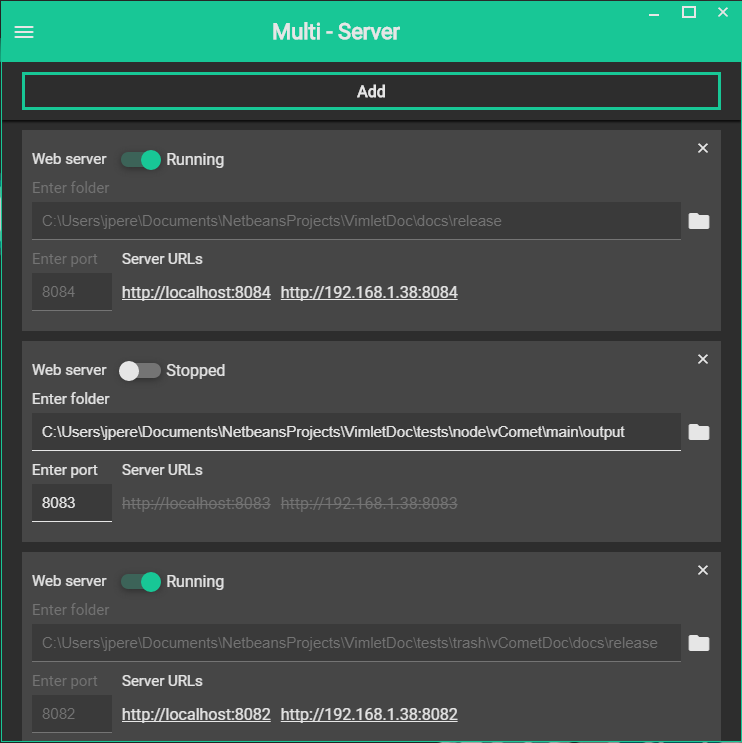 Multi - Server
Add
Web server Running
Enter folder
C:\Users\jpere\Documents\NetbeansProjects\VimletDoc\docs\release
Enter port Server URLs
8084 http://localhost:8084 http://192.168.1.38:8084
Web server Stopped
Enter folder
C:\Users\jpere\Documents\NetbeansProjects\VimletDoc\tests\node\vComet\main\output
Enter port Server URLs
8083 http://localhost:8083 http://192.168.1.38:8083
Web server Running
Enter folder
C:\Users\jpere\Documents\NetbeansProjects\VimletDoc\tests\trash\vCometDoc\docs\release
Enter port Server URLs
8082 http://localhost:8082 http://192.168.1.38:8082